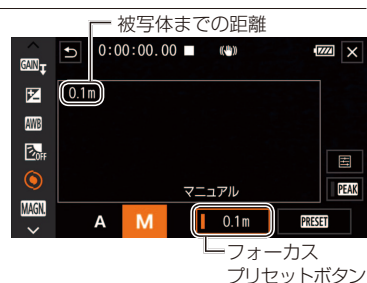 被写体までの距離
0:00:00.00
GAIN
0.1m
AWB
OFF
マニュアル
PEAK
MAGN.
A M 0.1m PRESET
フォーカス
プリセットボタン